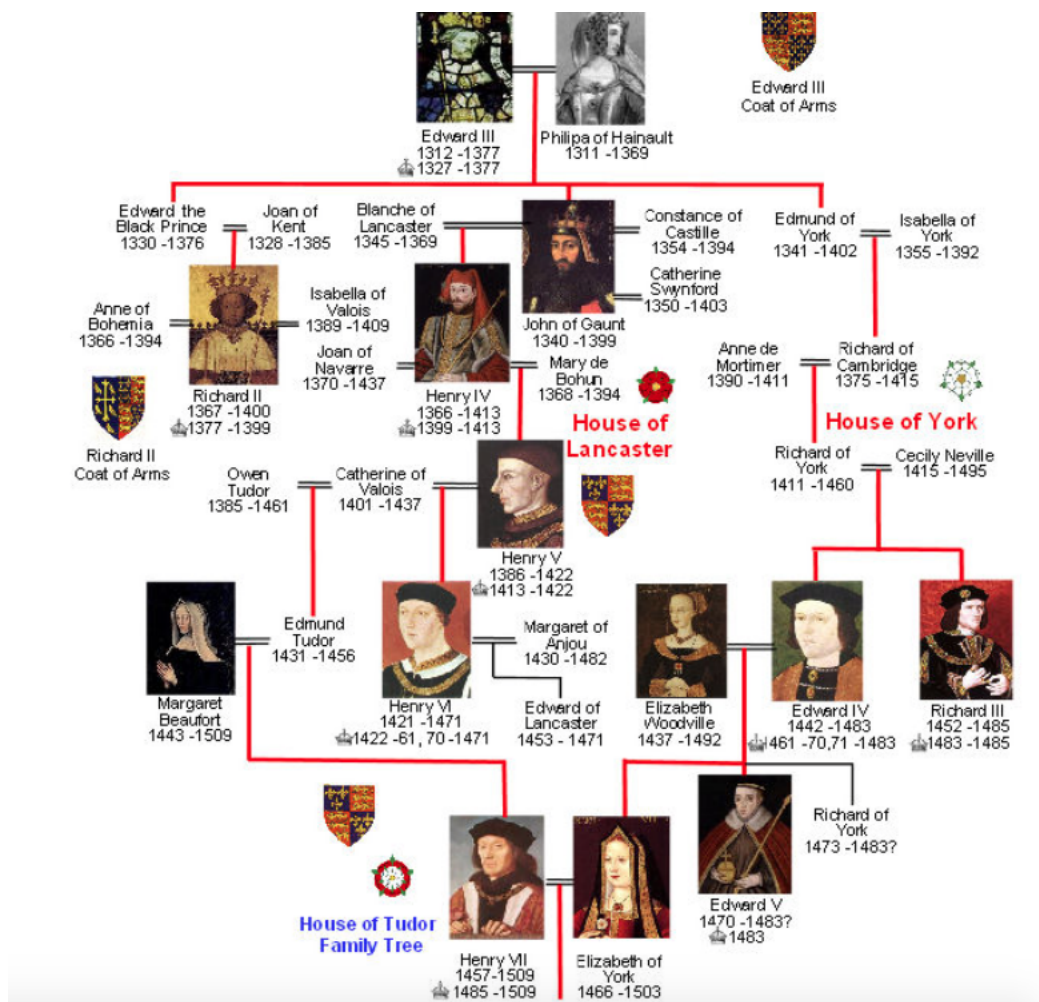 Edward III
1312 -1377
1327 -1377
Philipa of Hainault
1311 -1369
Edward III
Coat of Arms
Edward the
Black Prince
1330 -1376
Joan of
Kent
1328 -1385
Blanche of
Lancaster
1345 -1369
Constance of
Castille
1354 -1394
Edmund of
York
1341 -1402
Isabella of
York
1355 -1392
Catherine
Swynford
1350 -1403
Anne of
Bohemia
1366 -1394
Isabella of
Valois
1389 -1409
John of Gaunt
1340 -1399
Joan of
Navarre
1370 -1437
Mary de
Bohun
1368 -1394
Anne de
Mortimer
1390 -1411
Richard of
Cambridge
1375 -1415
Richard II
1367 -1400
1377 -1399
Henry IV
1366 -1413
1399 -1413
House of
Lancaster
House of York
Richard II
Coat of Arms
Owen
Tudor
1385 -1461
Catherine of
Valois
1401 -1437
Richard of
York
1411 -1460
Cecily Neville
1415 -1495
Henry V
1386 -1422
1413 -1422
Edmund
Tudor
1431 -1456
Margaret of
Anjou
1430 -1482
Margaret
Beaufort
1443 -1509
Henry VI
1421 -1471
1422 -61, 70 -1471
Edward of
Lancaster
1453 - 1471
Elizabeth
Woodville
1437 -1492
Edward IV
1442 -1483
1461 -70,71 -1483
Richard III
1452 -1485
1483 -1485
Richard of
York
1473 -1483?
Edward V
1470 -1483?
1483
House of Tudor
Family Tree
Henry VII
1457-1509
1485 -1509
Elizabeth of
York
1466 -1503